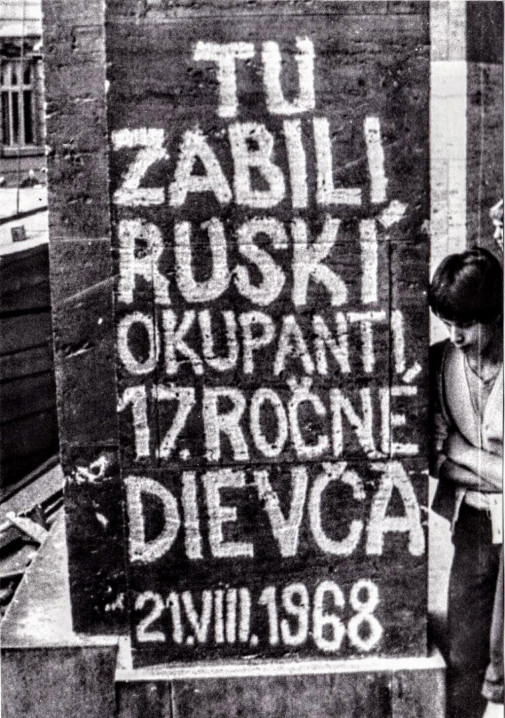 TU
ZABILI
RUSKÍ
OKUPANTI,
17.ROČNÉ
DIEVČA
21.VIII.1968